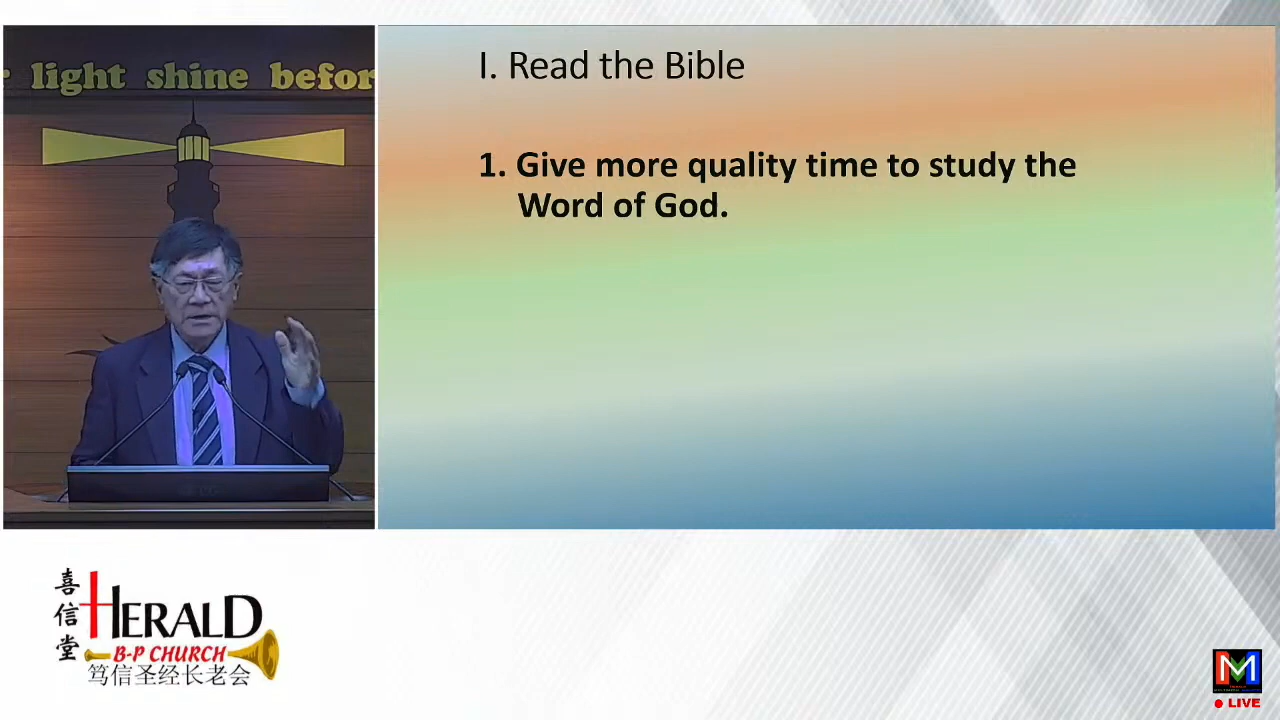 r light shine befor
I. Read the Bible
1. Give more quality time to study the
Word of God.
喜信堂
HERALD
B-P CHURCH
笃信圣经长老会
M
LIVE